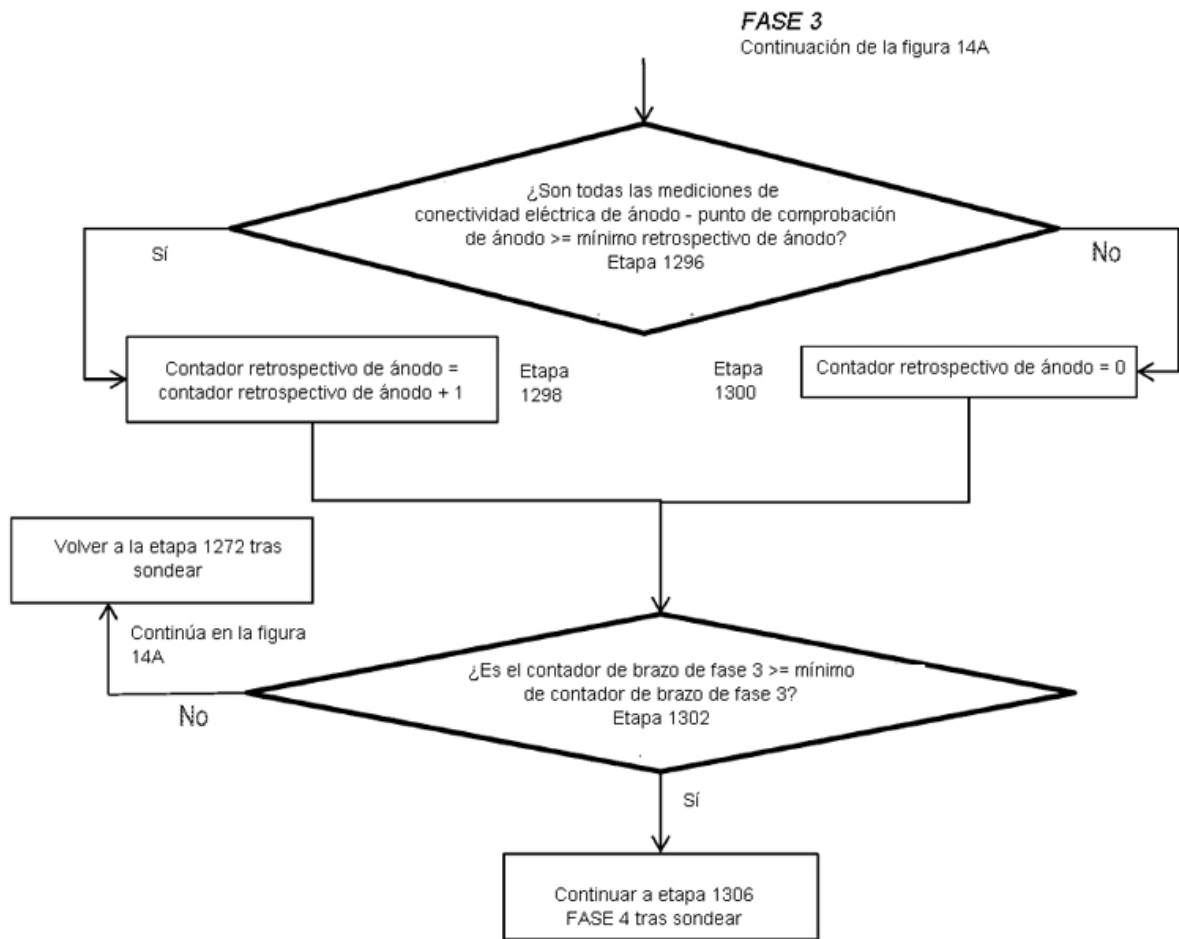 FASE 3
Continuación de la figura 14A
¿Son todas las mediciones de
conectividad eléctrica de ánodo - punto de comprobación
de ánodo >= mínimo retrospectivo de ánodo?
Etapa 1296
Sí
No
Contador retrospectivo de ánodo =
contador retrospectivo de ánodo + 1
Etapa
1298
Etapa
1300
Contador retrospectivo de ánodo = 0
Volver a la etapa 1272 tras
sondear
Continúa en la figura
14A
¿Es el contador de brazo de fase 3 >= mínimo
de contador de brazo de fase 3?
Etapa 1302
No
Sí
Continuar a etapa 1306
FASE 4 tras sondear